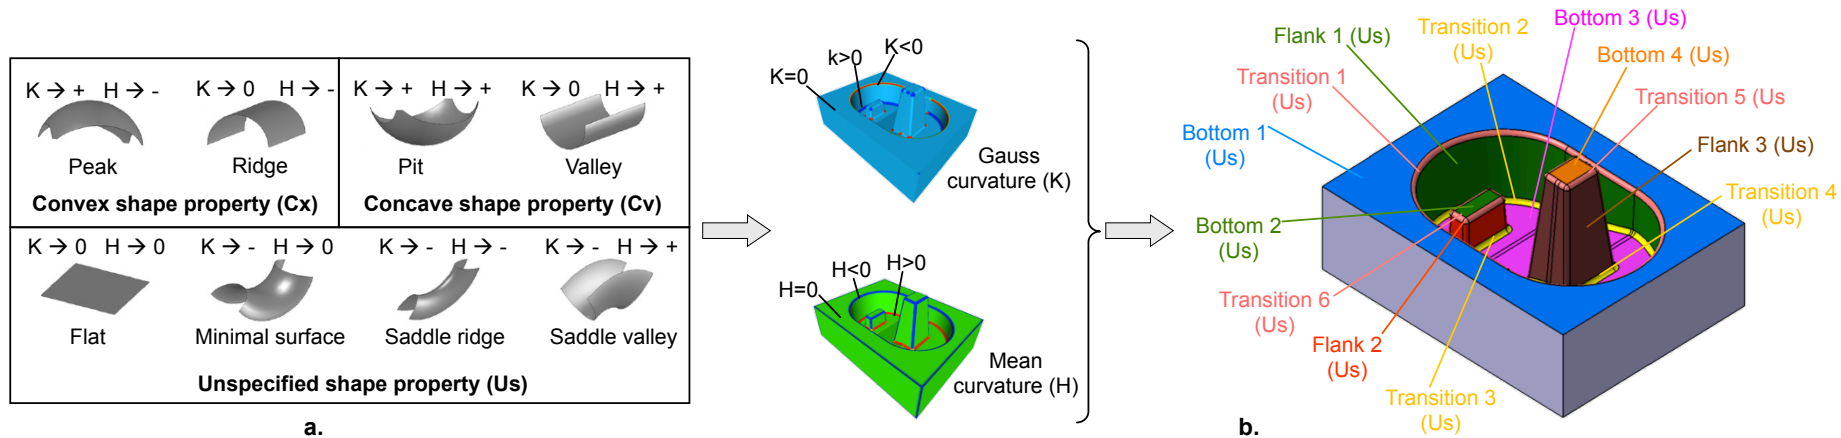 K → + H → -
K → 0 H → -
K → + H → +
K → 0 H → +
Peak
Ridge
Pit
Valley
Convex shape property (Cx)
Concave shape property (Cv)
K → 0 H → 0
K → - H → 0
K → - H → -
K → - H → +
Flat
Minimal surface
Saddle ridge
Saddle valley
Unspecified shape property (Us)
a.
K=0
k>0
K<0
Gauss
curvature (K)
H=0
H<0
H>0
Mean
curvature (H)
Bottom 3 (Us)
Transition 2
(Us)
Flank 1 (Us)
Bottom 4 (Us)
Transition 1
(Us)
Transition 5 (Us
Bottom 1
(Us)
Flank 3 (Us)
Transition 4
(Us)
Bottom 2
(Us)
Transition 6
(Us)
Flank 2
(Us)
Transition 3
(Us)
b.